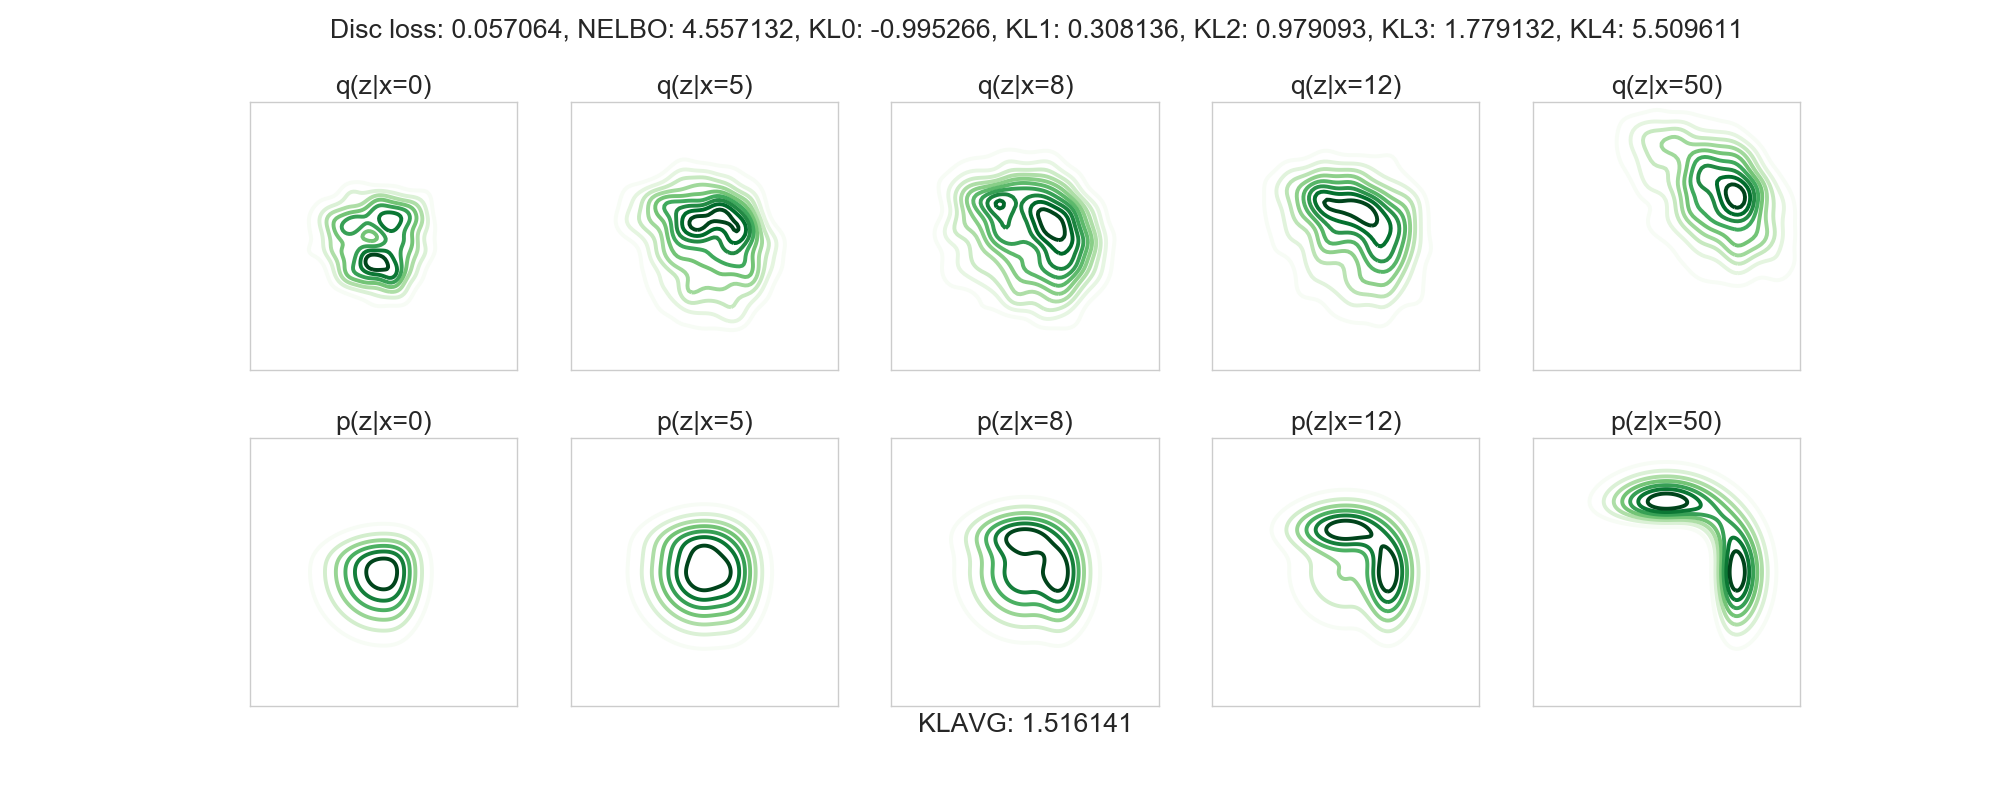 Disc loss: 0.057064, NELBO: 4.557132, KL0: -0.995266, KL1: 0.308136, KL2: 0.979093, KL3: 1.779132, KL4: 5.509611
q(z|x=0) q(z|x=5) q(z|x=8) q(z|x=12) q(z|x=50)
p(z|x=0) p(z|x=5) p(z|x=8) p(z|x=12) p(z|x=50)
KLAVG: 1.516141